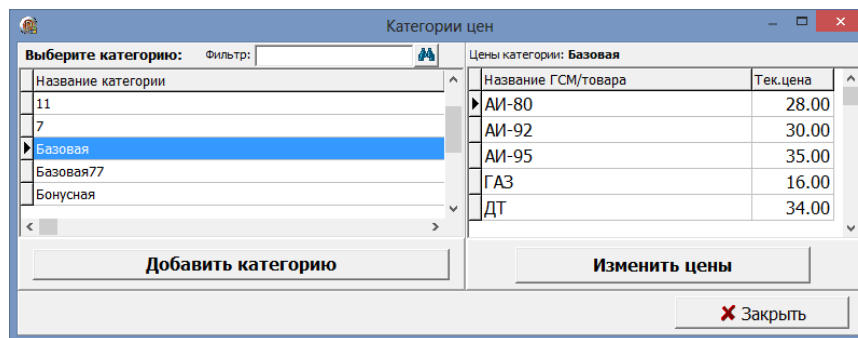 Категории цен
Выберите категорию: Фильтр:
Название категории
11
7
Базовая
Базовая77
Бонусная
Добавить категорию
Цены категории: Базовая
Название ГСМ/товара Тек.цена
АИ-80 28.00
АИ-92 30.00
АИ-95 35.00
ГАЗ 16.00
ДТ 34.00
Изменить цены
Закрыть